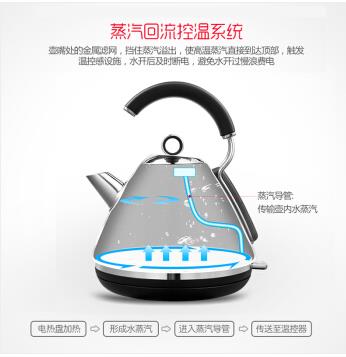 蒸汽回流控温系统
壶嘴处的金属滤网，挡住蒸汽溢出，使高温蒸汽直接到达顶部，触发
温控感设施，水开后及时断电，避免水开过慢浪费电
蒸汽导管:
传输壶内水蒸汽
电热盘加热
形成水蒸汽
进入蒸汽导管
传送至温控器